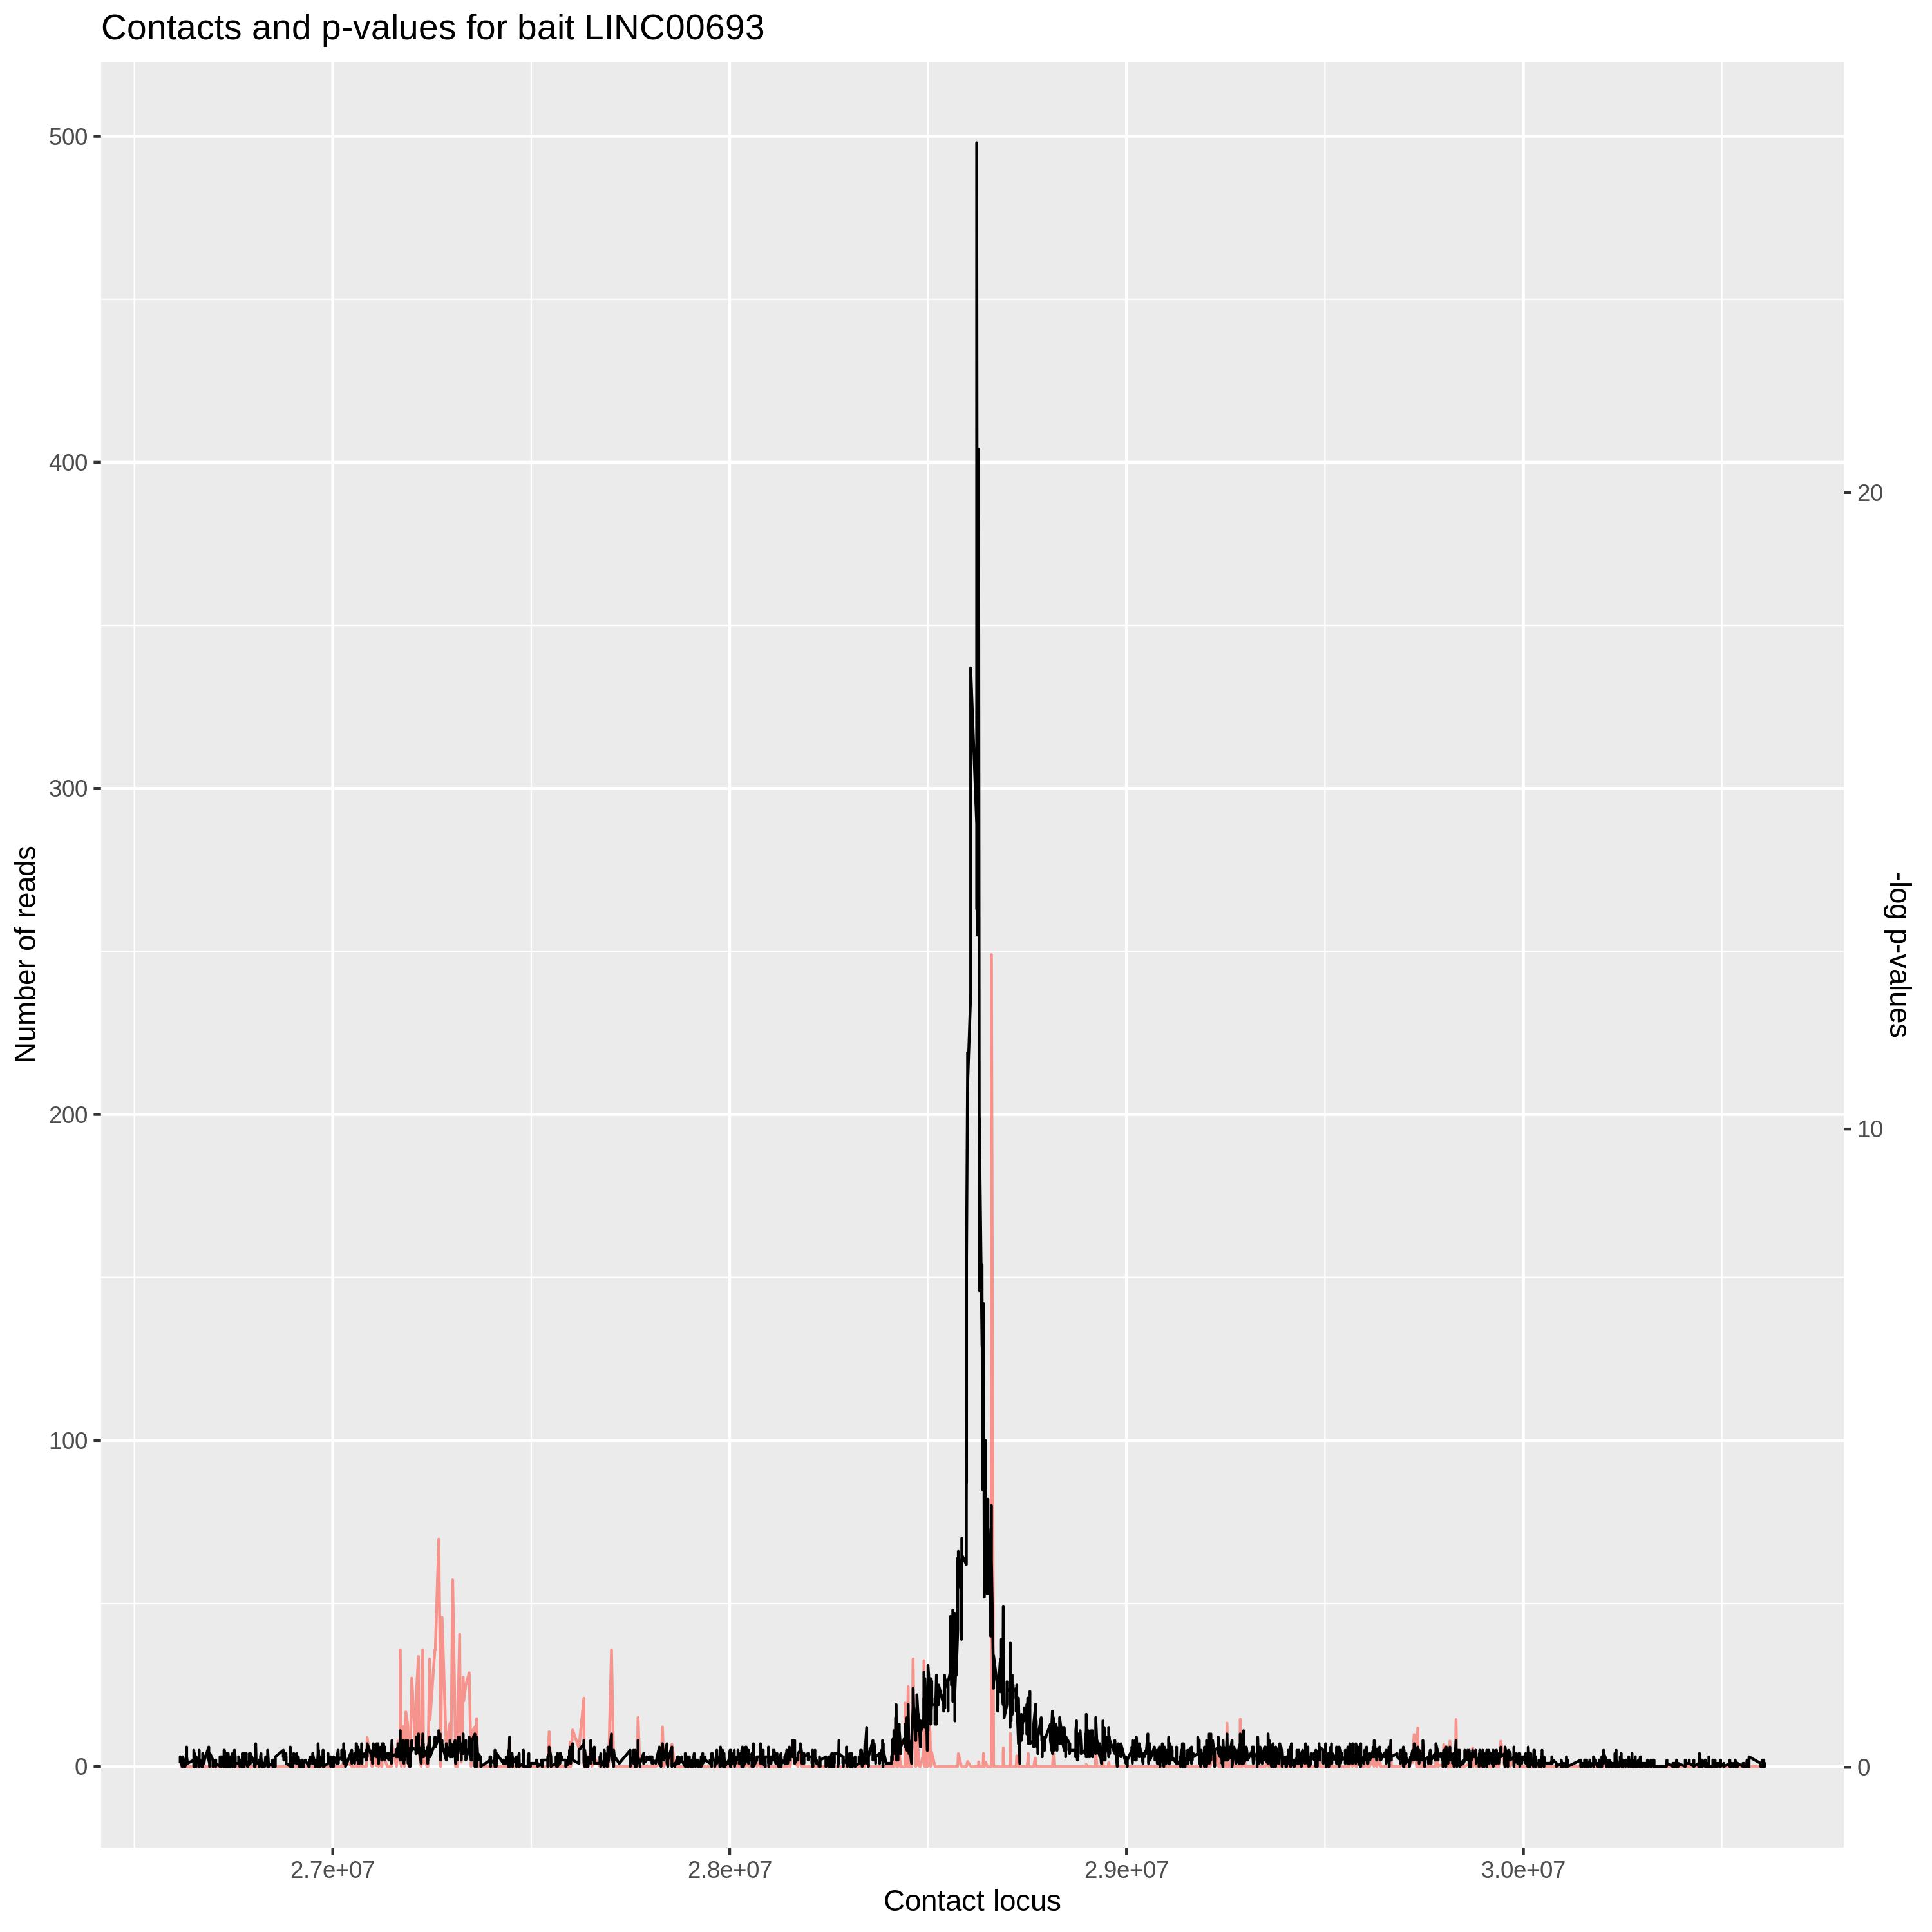 Contacts and p-values for bait LINC00693
500
400
300
200
100
0
Number of reads
20
10
0
-log p-values
2.7e+07
2.8e+07
2.9e+07
3.0e+07
Contact locus